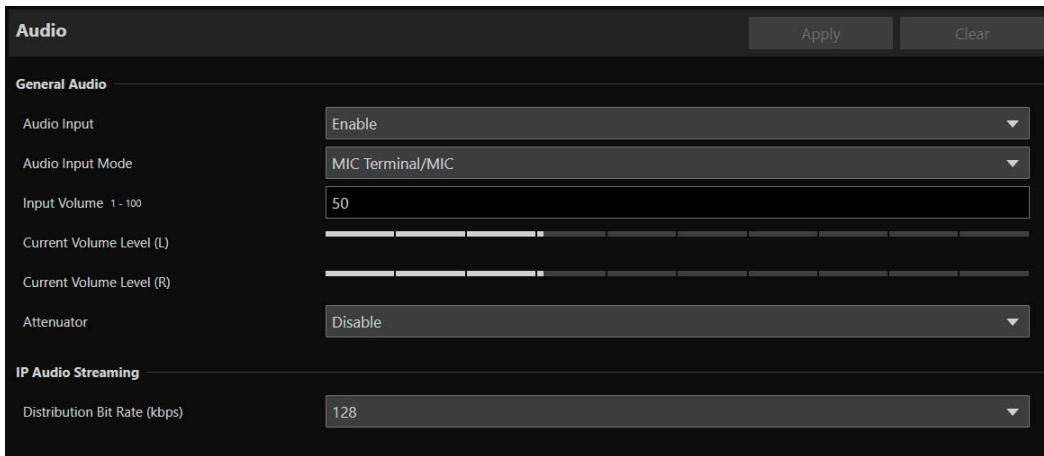 Audio Apply Clear
General Audio
Audio Input Enable
Audio Input Mode MIC Terminal/MIC
Input Volume 1 - 100 50
Current Volume Level (L)
Current Volume Level (R)
Attenuator Disable
IP Audio Streaming
Distribution Bit Rate (kbps) 128